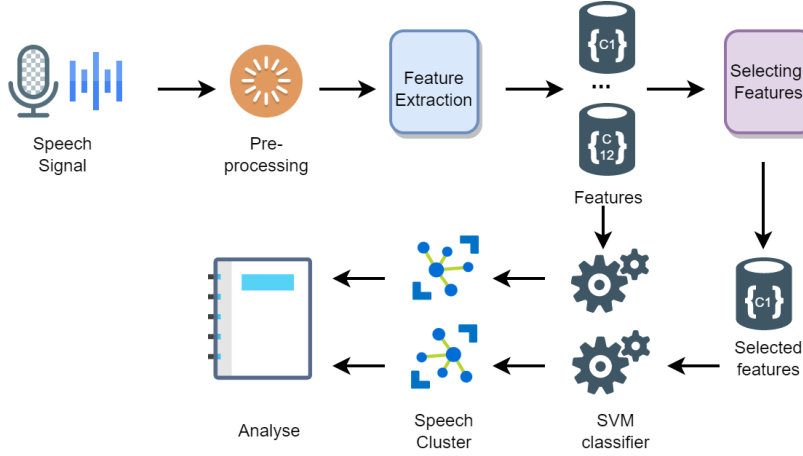 {C1}
Feature
Extraction
Selecting
Features
...
{C
12}
Speech
Signal
Pre-
processing
Features
{C1}
Selected
features
Analyse
Speech
Cluster
SVM
classifier